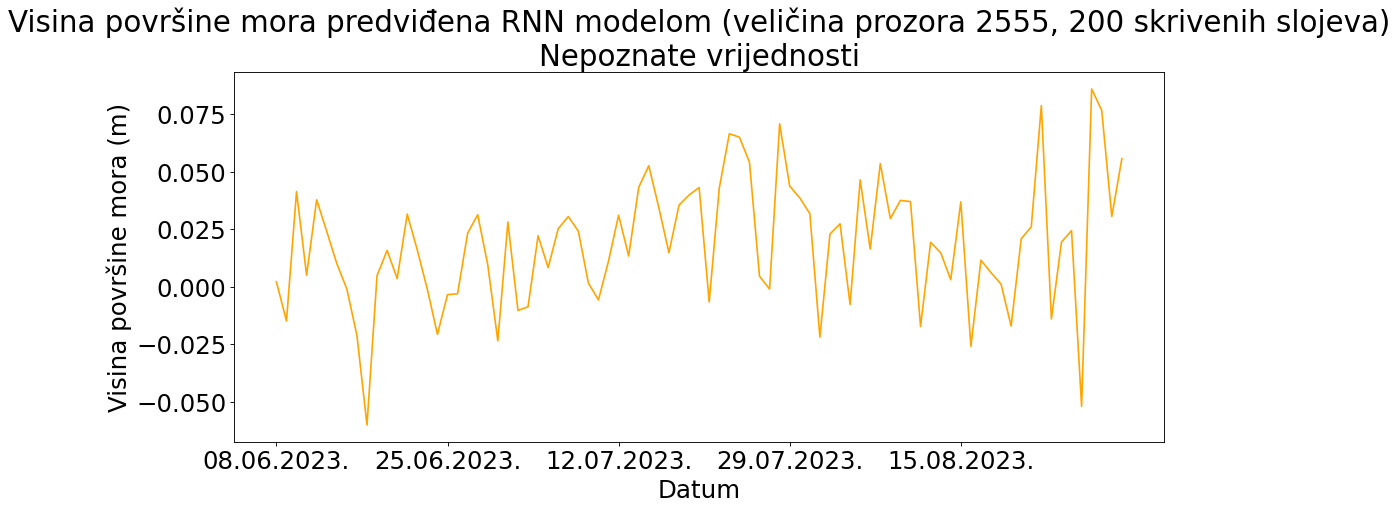 Visina površine mora predviđena RNN modelom (veličina prozora 2555, 200 skrivenih slojeva)
Nepoznate vrijednosti
Visina površine mora (m)
0.075
0.050
0.025
0.000
−0.025
−0.050
08.06.2023. 25.06.2023. 12.07.2023. 29.07.2023. 15.08.2023.
Datum